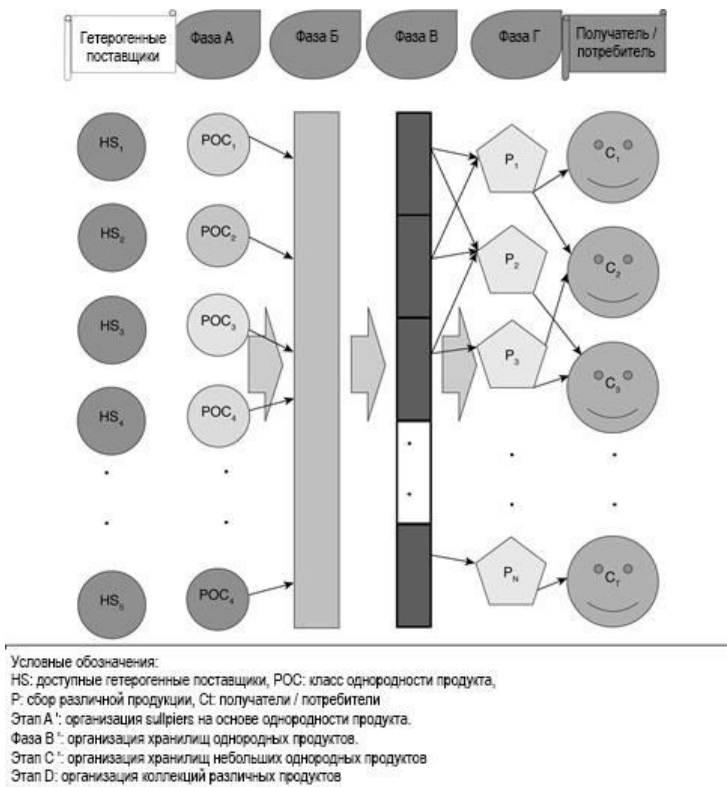 Гетерогенные
поставщики
Фаза А
Фаза Б
Фаза В
Фаза Г
Получатель /
потребитель
HS₁
POC₁
P₁
C₁
HS₂
POC₂
P₂
C₂
HS₃
POC₃
P₃
C₃
HS₄
POC₄
HS₅
POC₄
P_N
C_T
Условные обозначения:
HS: доступные гетерогенные поставщики, POC: класс однородности продукта,
P: сбор различной продукции, Ct: получатели / потребители
Этап A ': организация sullpiers на основе однородности продукта.
Фаза B ": организация хранилищ однородных продуктов.
Этап C ": организация хранилищ небольших однородных продуктов
Этап D: организация коллекций различных продуктов